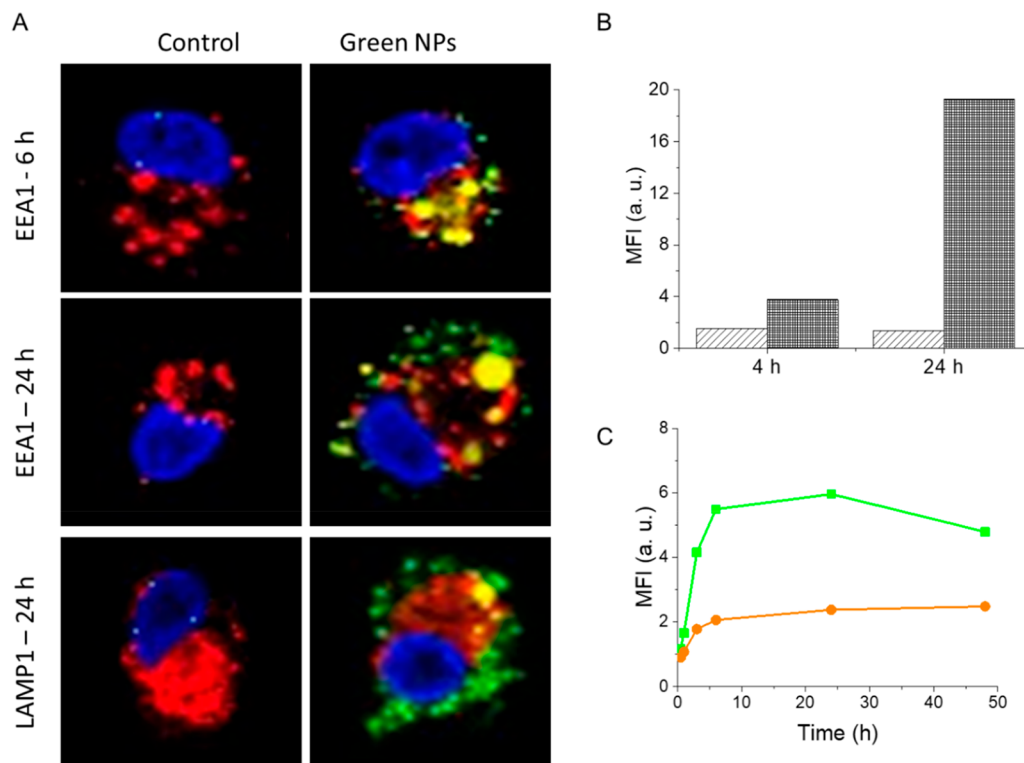 A
Control
Green NPs
EEA1 - 6 h
EEA1 – 24 h
LAMP1 – 24 h
B
MFI (a. u.)
20
16
12
8
4
0
4 h
24 h
C
MFI (a. u.)
8
6
4
2
0
0 10 20 30 40 50
Time (h)